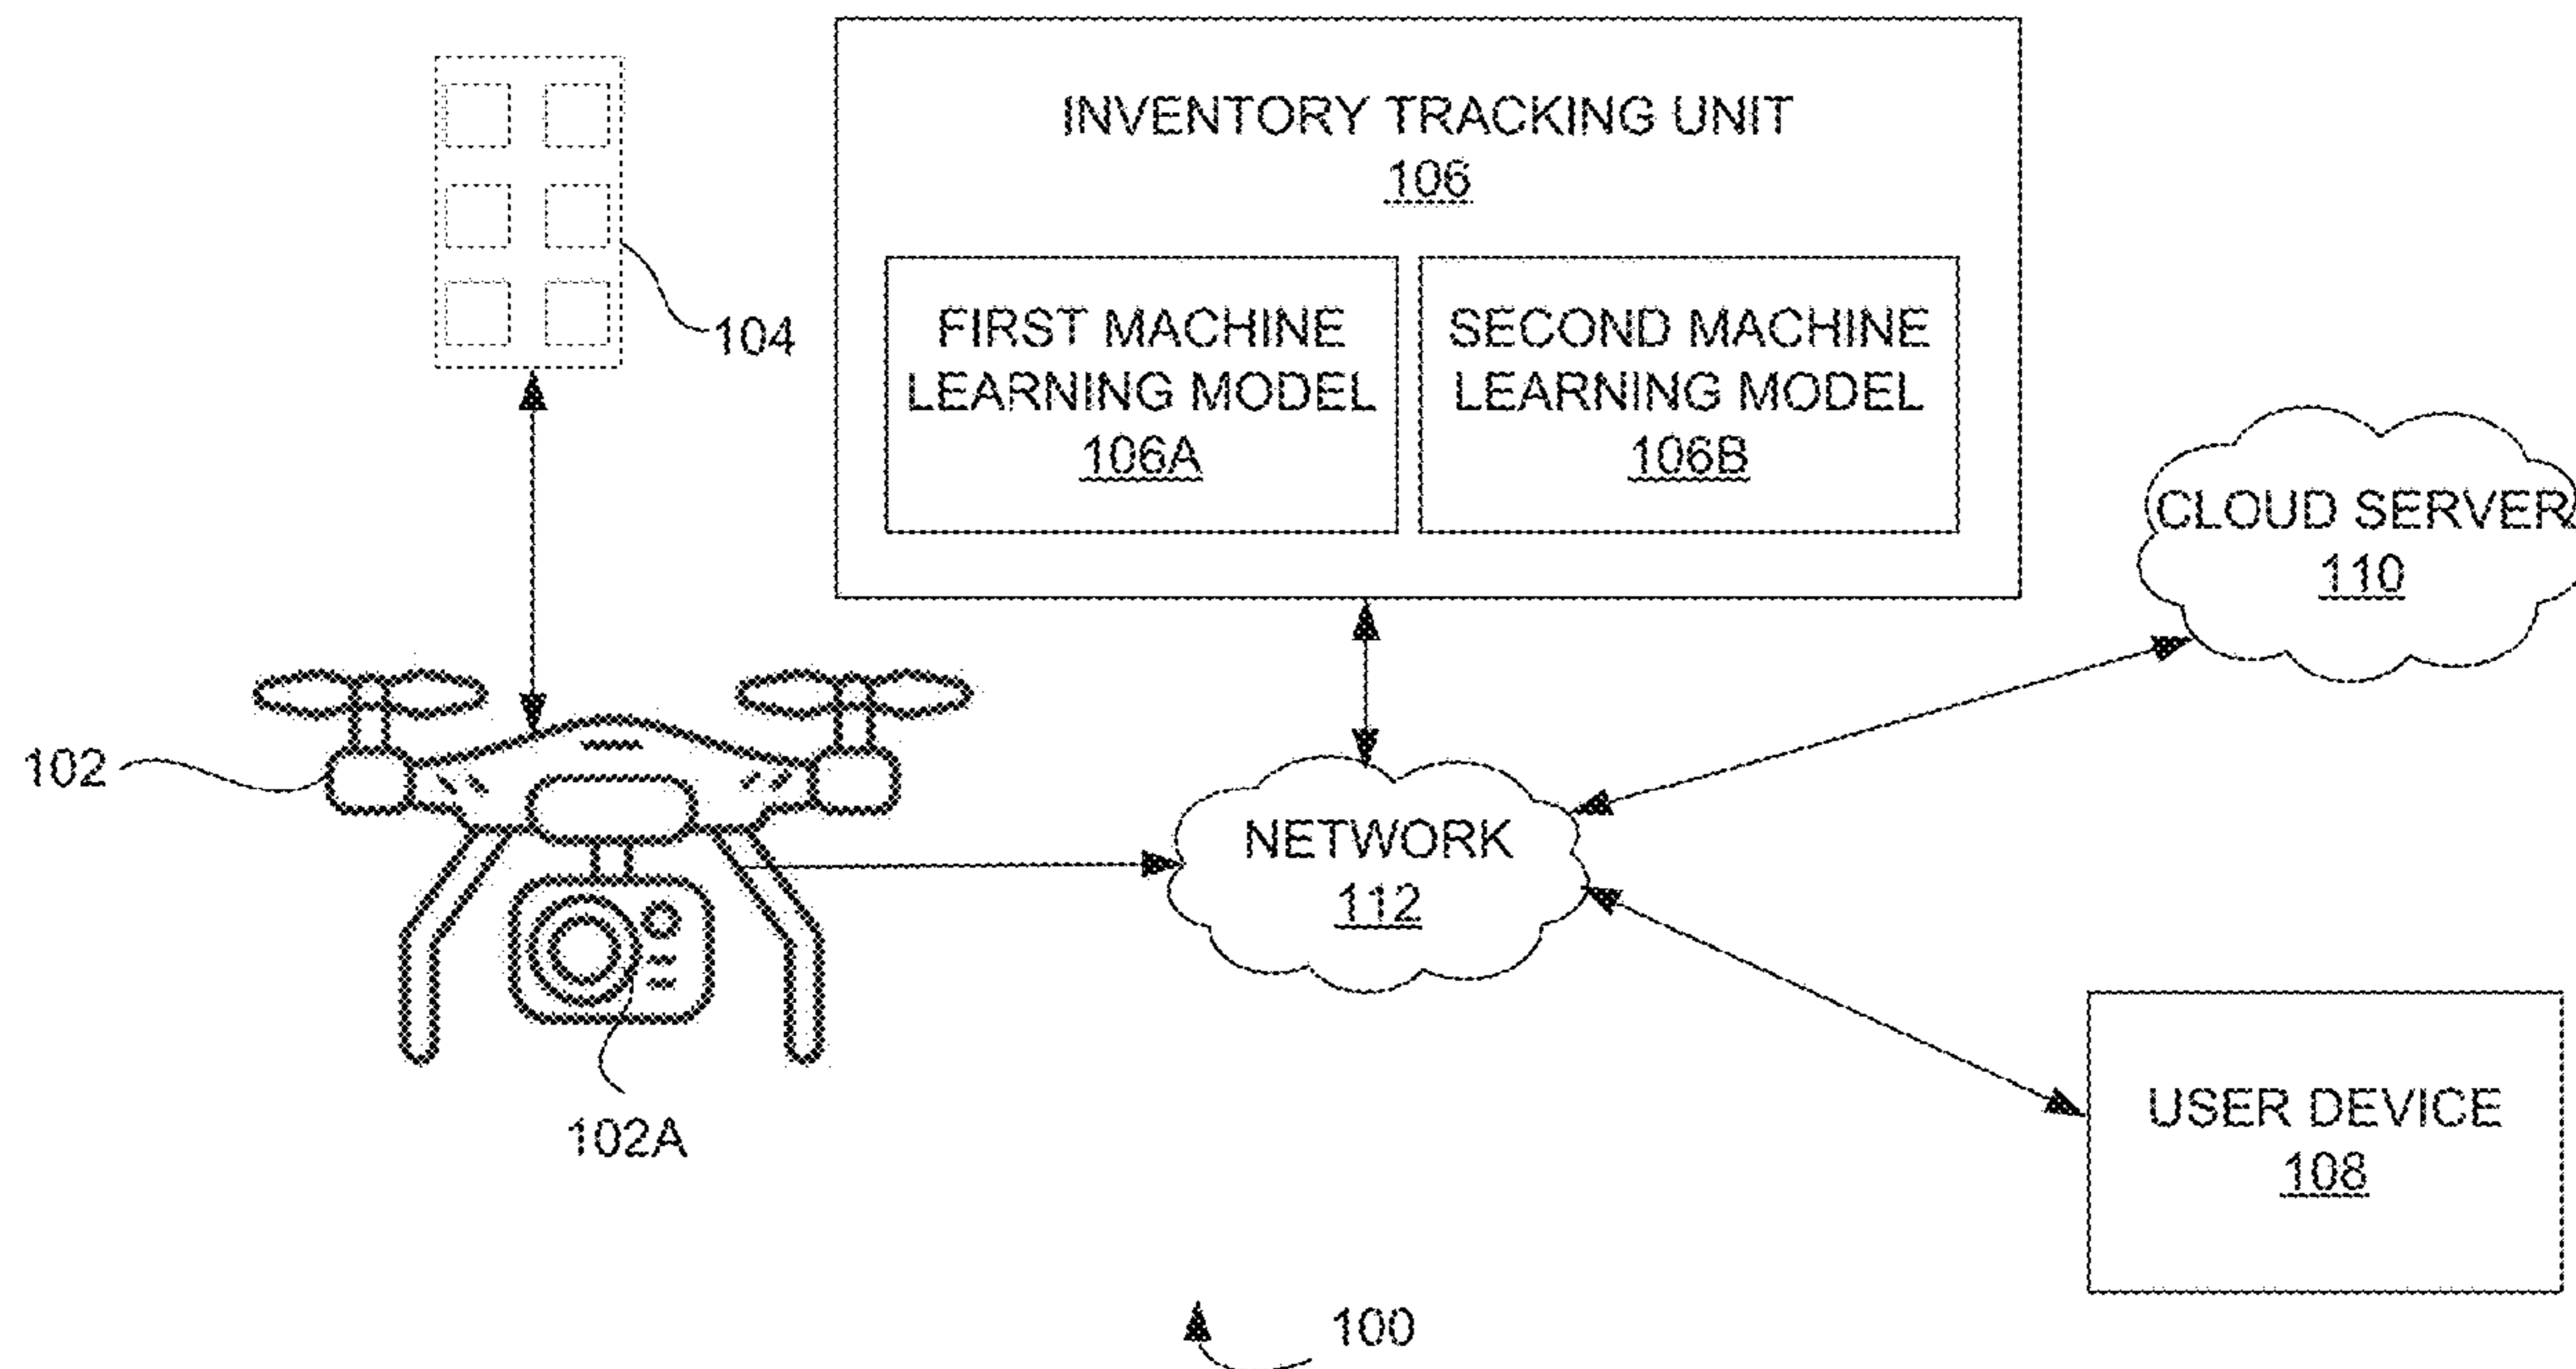 INVENTORY TRACKING UNIT
106
FIRST MACHINE
LEARNING MODEL
106A
SECOND MACHINE
LEARNING MODEL
106B
104
CLOUD SERVER
110
102
NETWORK
112
102A
USER DEVICE
108
100